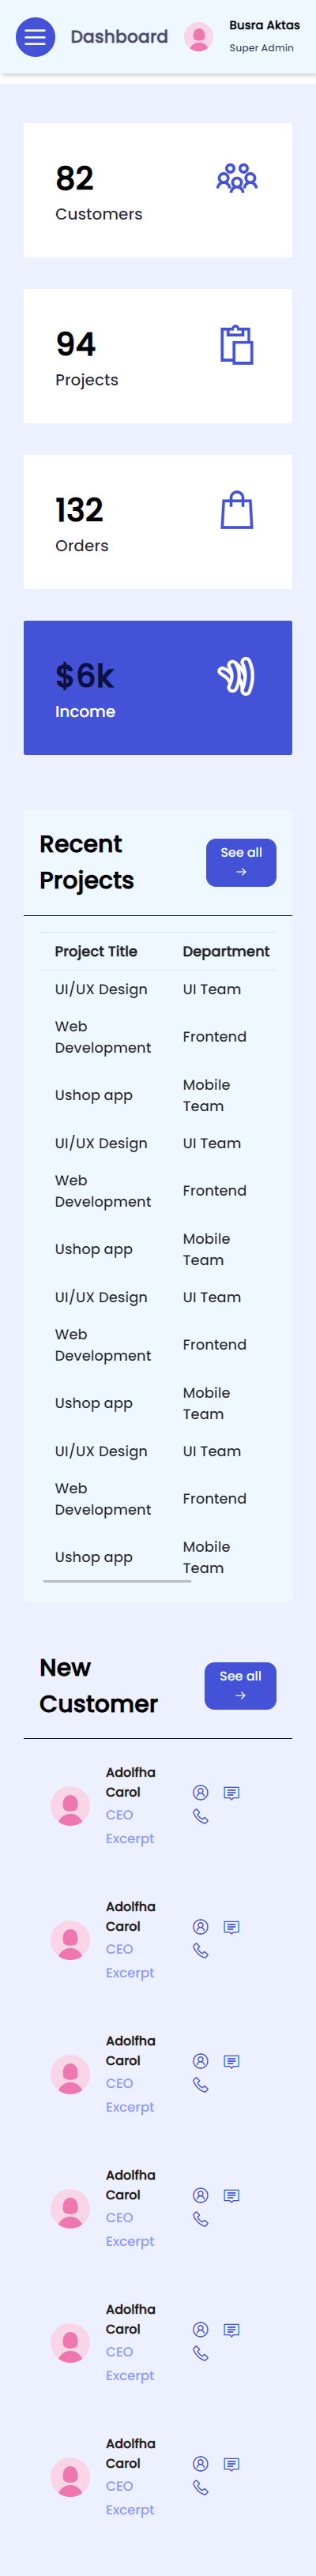 Dashboard
Busra Aktas
Super Admin
82
Customers
94
Projects
132
Orders
$6k
Income
Recent
Projects
See all
→
Project Title Department
UI/UX Design UI Team
Web
Development
Frontend
Ushop app
Mobile
Team
UI/UX Design UI Team
Web
Development
Frontend
Ushop app
Mobile
Team
UI/UX Design UI Team
Web
Development
Frontend
Ushop app
Mobile
Team
UI/UX Design UI Team
Web
Development
Frontend
Ushop app
Mobile
Team
New
Customer
See all
→
Adolfha
Carol
CEO
Excerpt
Adolfha
Carol
CEO
Excerpt
Adolfha
Carol
CEO
Excerpt
Adolfha
Carol
CEO
Excerpt
Adolfha
Carol
CEO
Excerpt
Adolfha
Carol
CEO
Excerpt